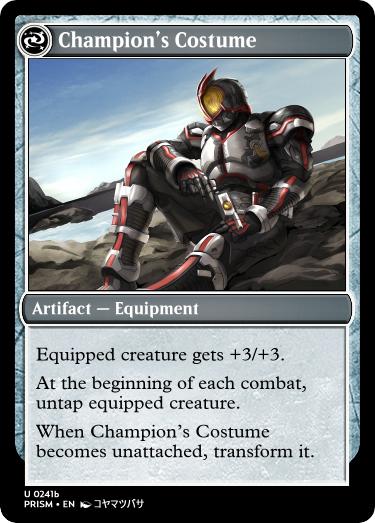 Champion's Costume
Artifact — Equipment
Equipped creature gets +3/+3.
At the beginning of each combat,
untap equipped creature.
When Champion's Costume
becomes unattached, transform it.
U 0241b
PRISM • EN コヤマツバサ